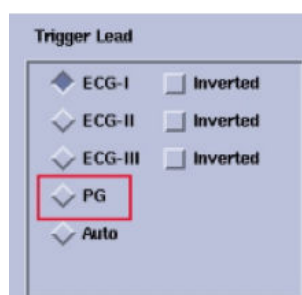 Trigger Lead
ECG-I Inverted
ECG-II Inverted
ECG-III Inverted
PG
Auto